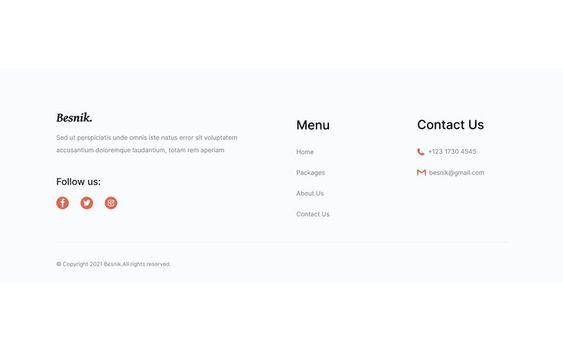 Besnik.
Sed ut perspiciatis unde omnis iste natus error sit voluptatem
accusantium doloremque laudantium, totam rem aperiam
Follow us:
Menu
Home
Packages
About Us
Contact Us
Contact Us
+123 1730 4545
besnik@gmail.com
© Copyright 2021 Besnik.All rights reserved.